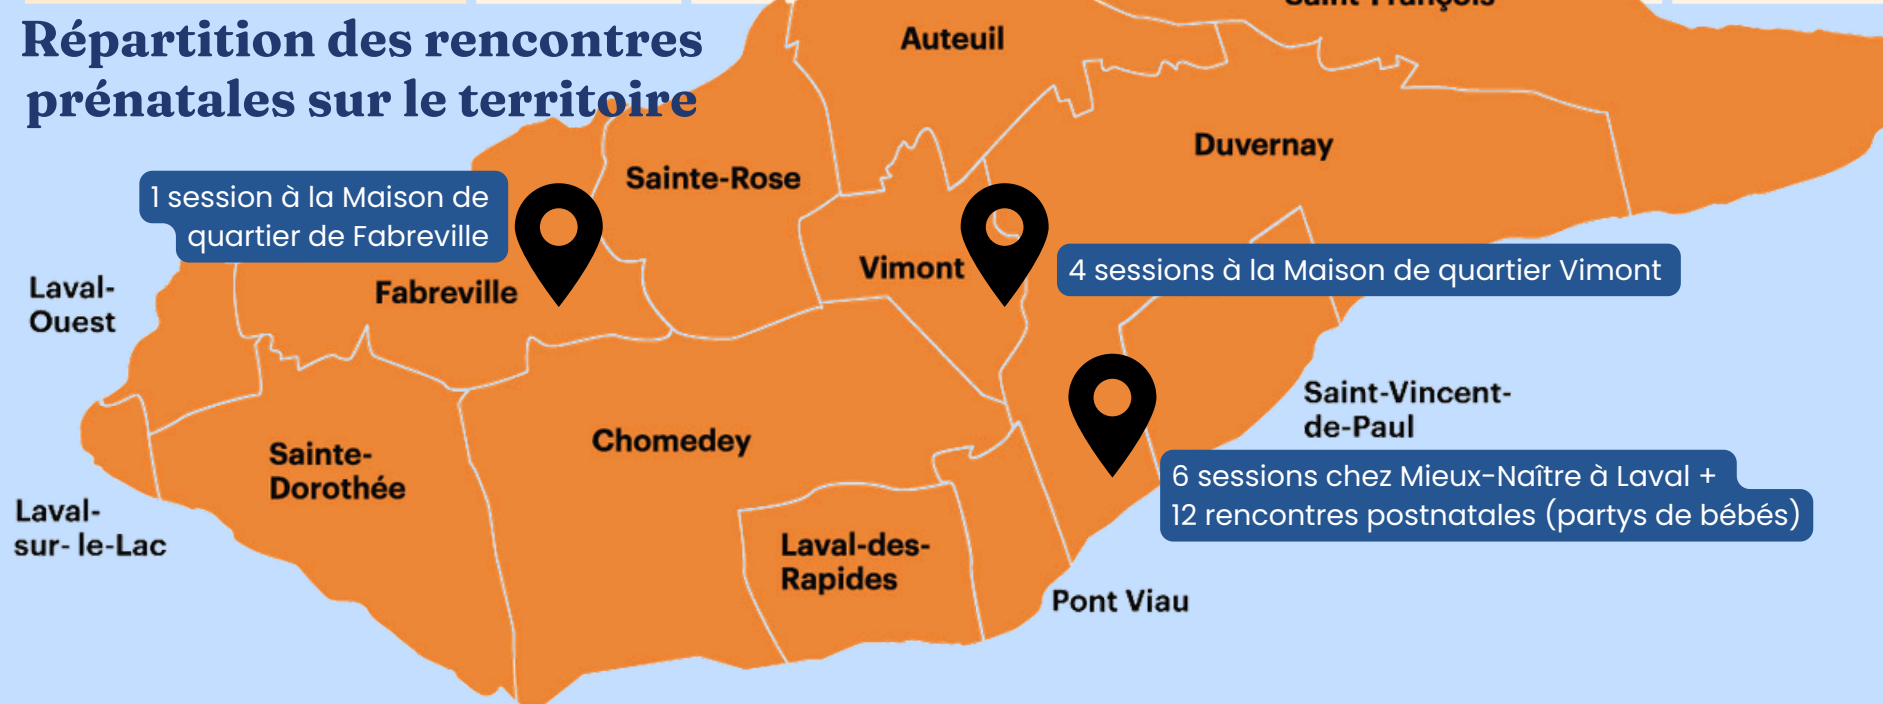 Saint-François
Répartition des rencontres
prénatales sur le territoire
Auteuil
Duvernay
Sainte-Rose
1 session à la Maison de
quartier de Fabreville
Vimont
4 sessions à la Maison de quartier Vimont
Laval-
Ouest
Fabreville
Saint-Vincent-
de-Paul
Chomedey
Sainte-
Dorothée
6 sessions chez Mieux-Naître à Laval +
12 rencontres postnatales (partys de bébés)
Laval-
sur- le-Lac
Laval-des-
Rapides
Pont Viau